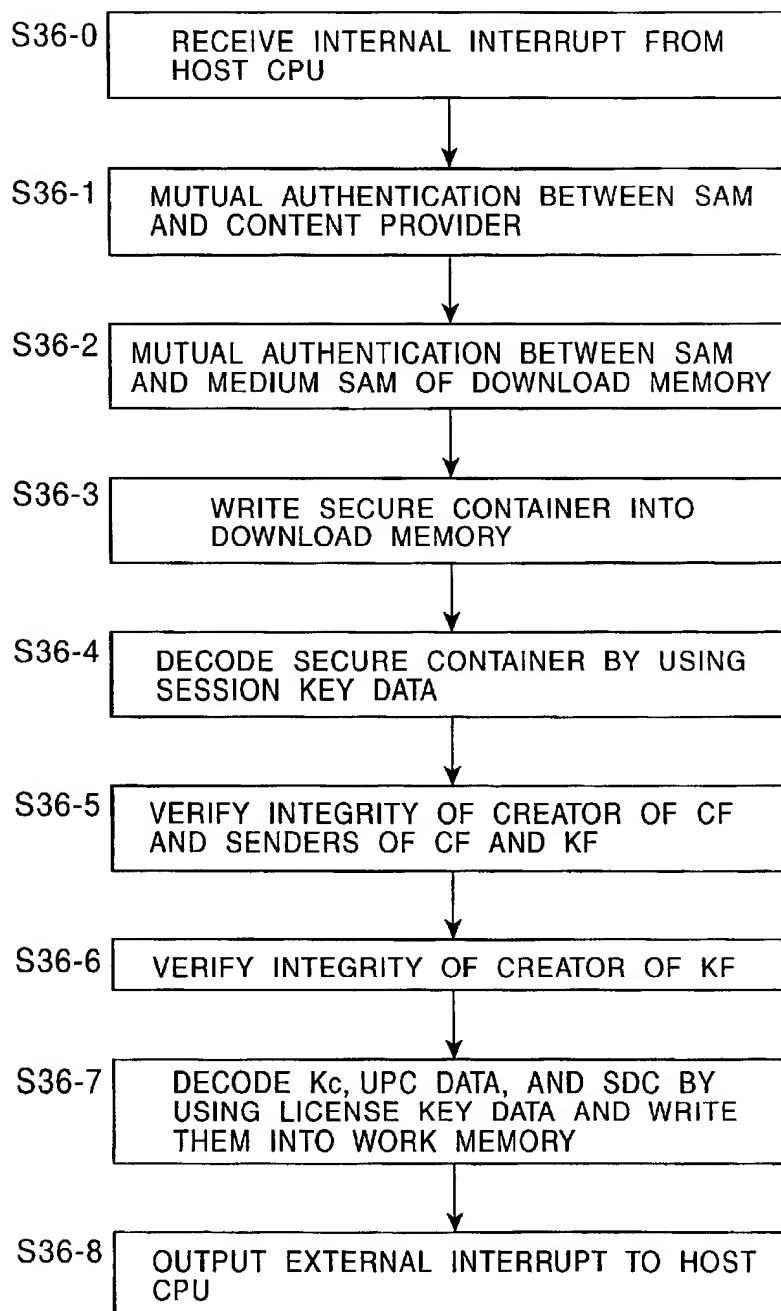 S36-0
RECEIVE INTERNAL INTERRUPT FROM
HOST CPU
S36-1
MUTUAL AUTHENTICATION BETWEEN SAM
AND CONTENT PROVIDER
S36-2
MUTUAL AUTHENTICATION BETWEEN SAM
AND MEDIUM SAM OF DOWNLOAD MEMORY
S36-3
WRITE SECURE CONTAINER INTO
DOWNLOAD MEMORY
S36-4
DECODE SECURE CONTAINER BY USING
SESSION KEY DATA
S36-5
VERIFY INTEGRITY OF CREATOR OF CF
AND SENDERS OF CF AND KF
S36-6
VERIFY INTEGRITY OF CREATOR OF KF
S36-7
DECODE Kc, UPC DATA, AND SDC BY
USING LICENSE KEY DATA AND WRITE
THEM INTO WORK MEMORY
S36-8
OUTPUT EXTERNAL INTERRUPT TO HOST
CPU